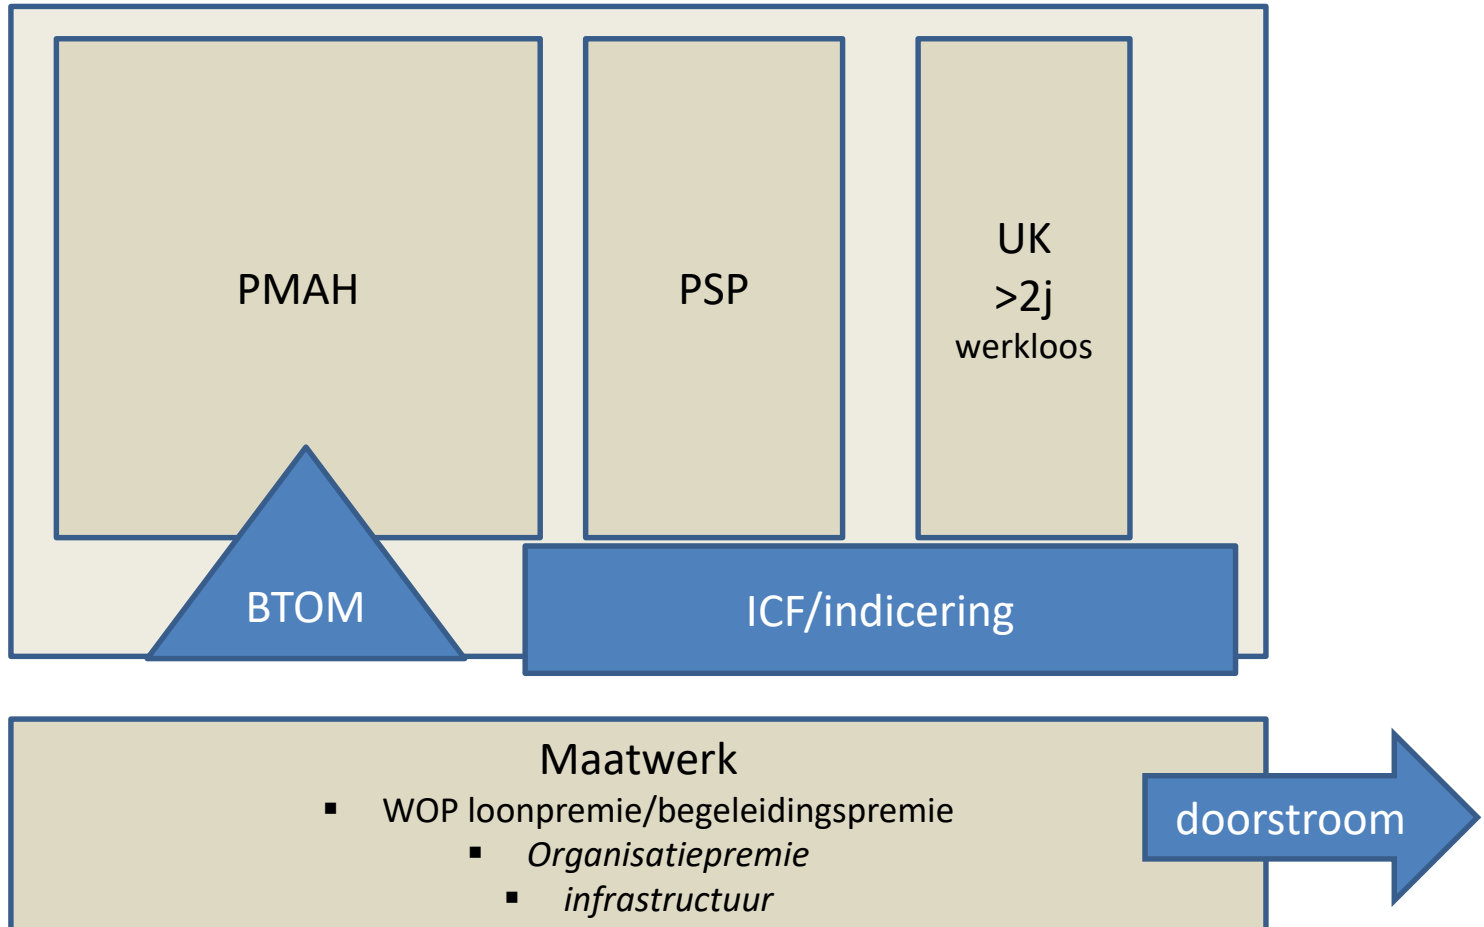 PMAH
PSP
UK
>2j
werkloos
BTOM
ICF/indicering
Maatwerk
▪ WOP loonpremie/begeleidingspremie
▪ Organisatiepremie
▪ infrastructuur
doorstroom